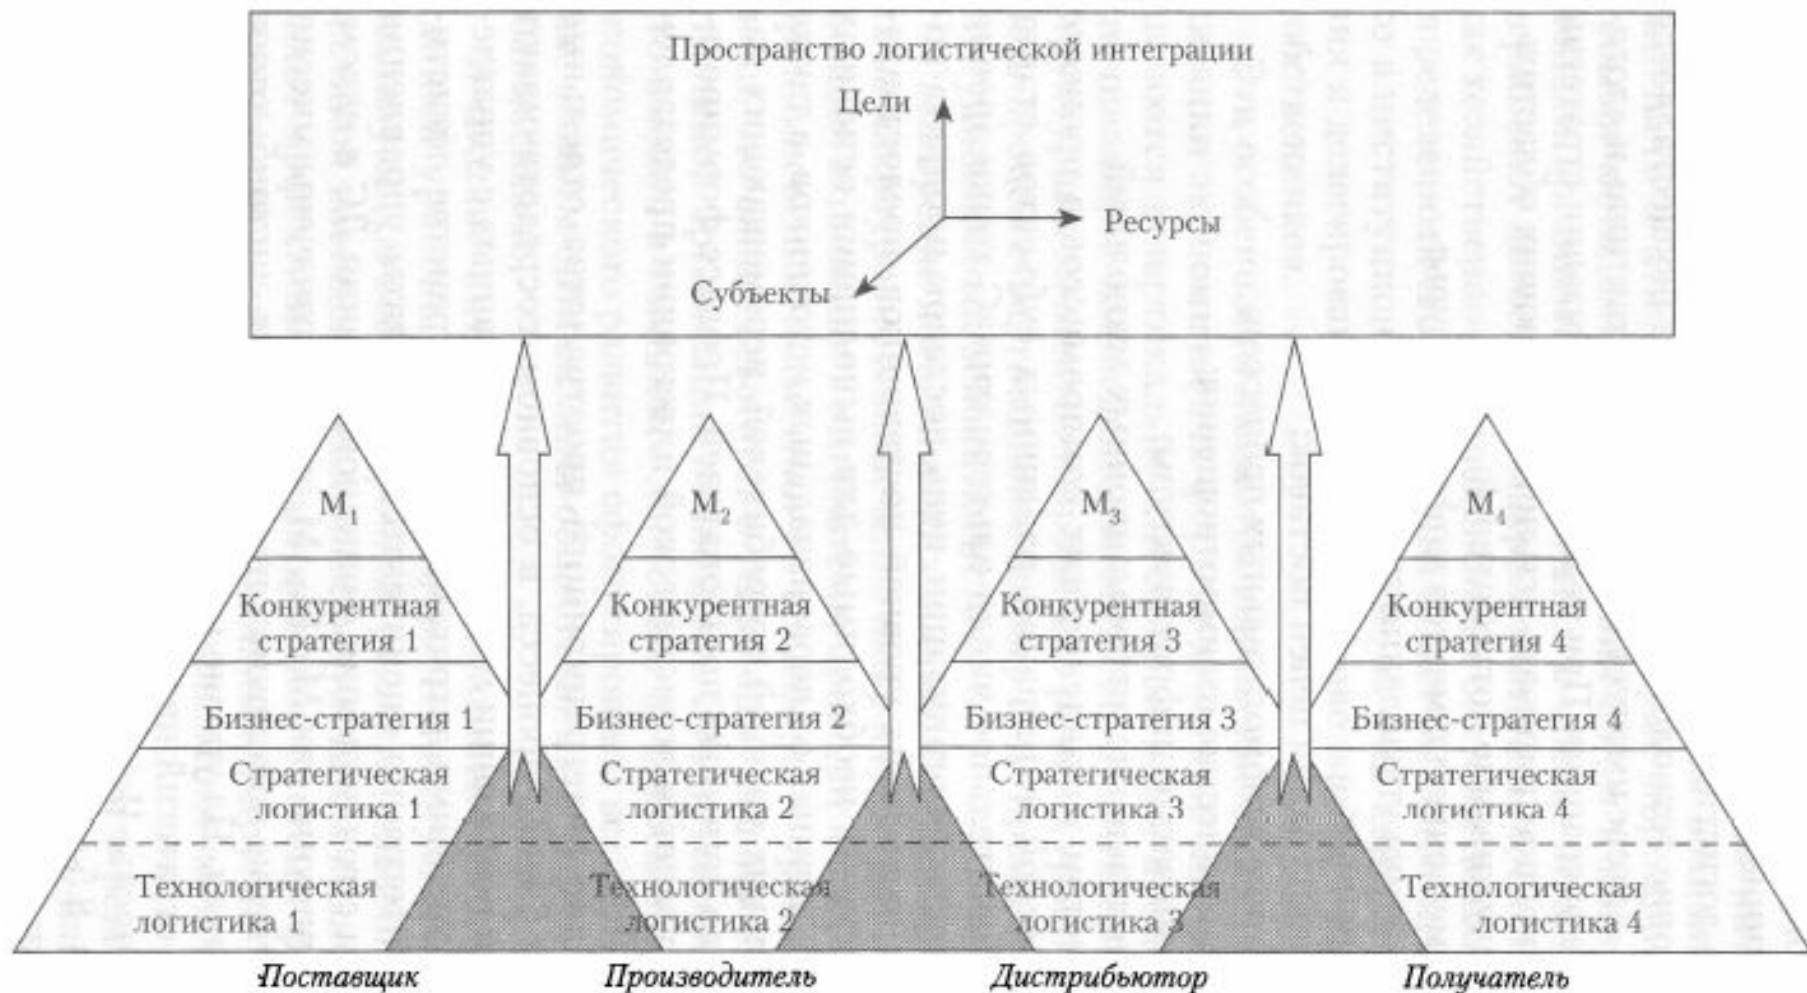 Пространство логистической интеграции
Цели
Ресурсы
Субъекты
M1
M2
M3
M4
Конкурентная
стратегия 1
Конкурентная
стратегия 2
Конкурентная
стратегия 3
Конкурентная
стратегия 4
Бизнес-стратегия 1
Бизнес-стратегия 2
Бизнес-стратегия 3
Бизнес-стратегия 4
Стратегическая
логистика 1
Стратегическая
логистика 2
Стратегическая
логистика 3
Стратегическая
логистика 4
Технологическая
логистика 1
Технологическая
логистика 2
Технологическая
логистика 3
Технологическая
логистика 4
Поставщик
Производитель
Дистрибьютор
Получатель